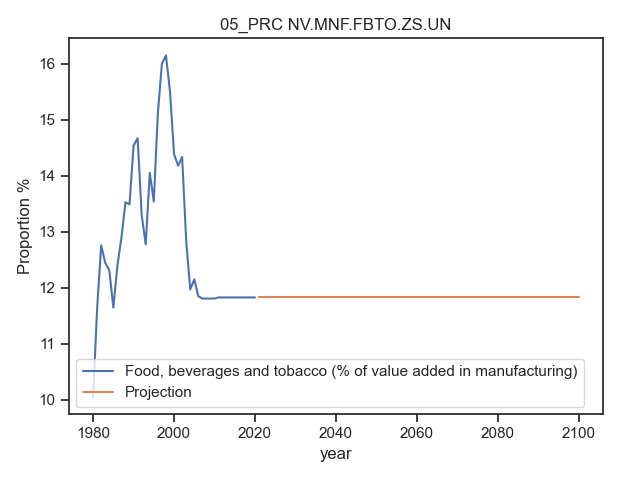 05_PRC NV.MNF.FBTO.ZS.UN
Proportion %
16
15
14
13
12
11
10
Food, beverages and tobacco (% of value added in manufacturing)
Projection
1980
2000
2020
2040
2060
2080
2100
year